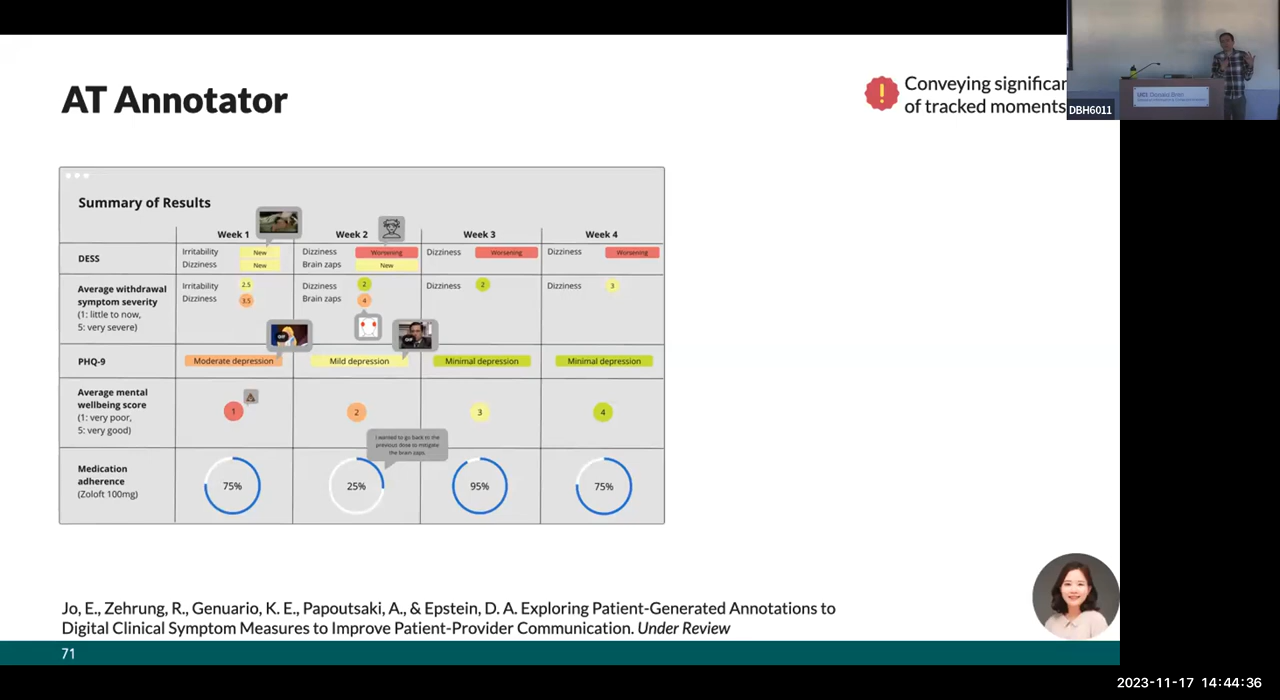 AT Annotator
Conveying
of tracked moments
DBH6011
UCI Donald Bren
Summary of Results
Week 1
Week 2
Week 3
Week 4
DESS
Irritability
New
Dizziness
Worsening
Dizziness
Worsening
Dizziness
Worsening
Dizziness
New
Brain zaps
New
Average withdrawal
symptom severity
(1: little to now,
5: very severe)
Irritability
2.5
Dizziness
2
Dizziness
2
Dizziness
3
Dizziness
3.5
Brain zaps
4
GIF
GIF
PHQ-9
Moderate depression
Mild depression
Minimal depression
Minimal depression
Average mental
wellbeing score
(1: very poor,
5: very good)
1
2
3
4
I wanted to go back to the
previous dose to mitigate
the brain zaps.
Medication
adherence
(Zoloft 100mg)
75%
25%
95%
75%
Jo, E., Zehrung, R., Genuario, K. E., Papoutsaki, A., & Epstein, D. A. Exploring Patient-Generated Annotations to
Digital Clinical Symptom Measures to Improve Patient-Provider Communication. Under Review
71
2023-11-17 14:44:36